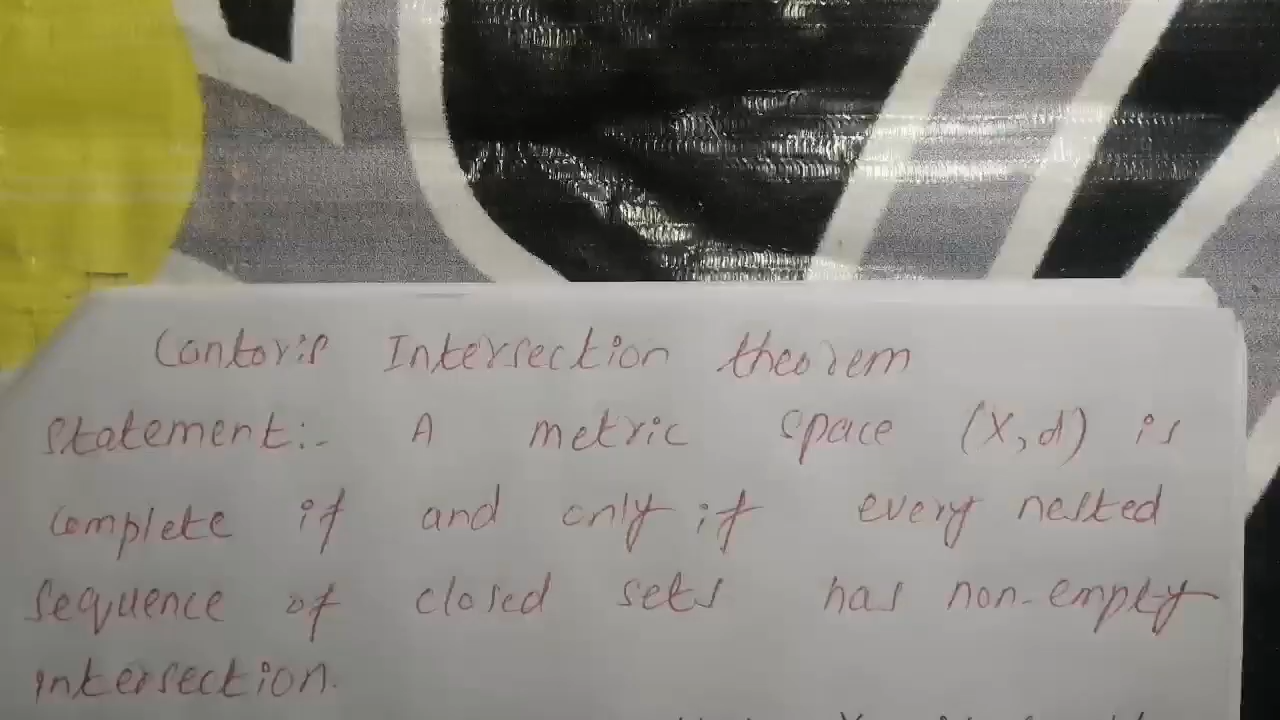 Cantor's Intersection theorem
Statement:- A metric space (X,d) is
complete if and only if every nested
sequence of closed sets has non-empty
intersection.